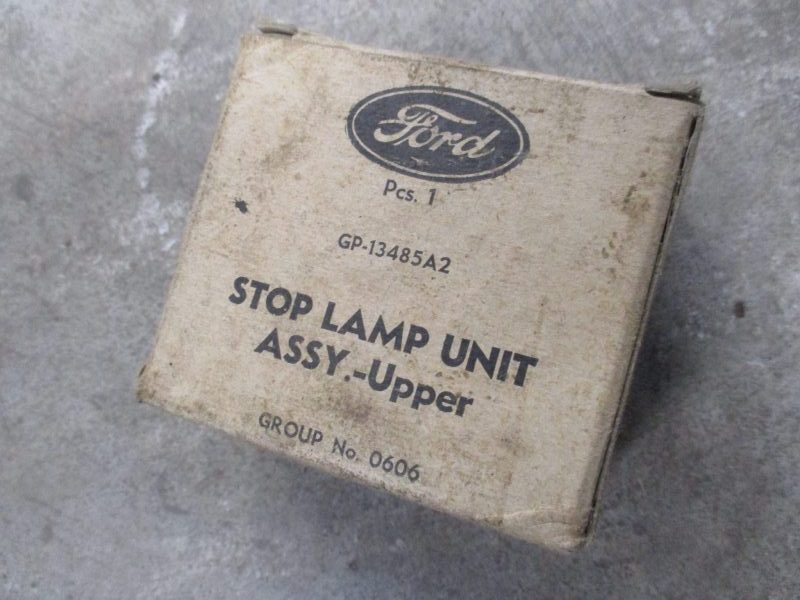 Ford
Pcs. 1
GP-13485A2
STOP LAMP UNIT
ASSY.-Upper
GROUP No. 0606